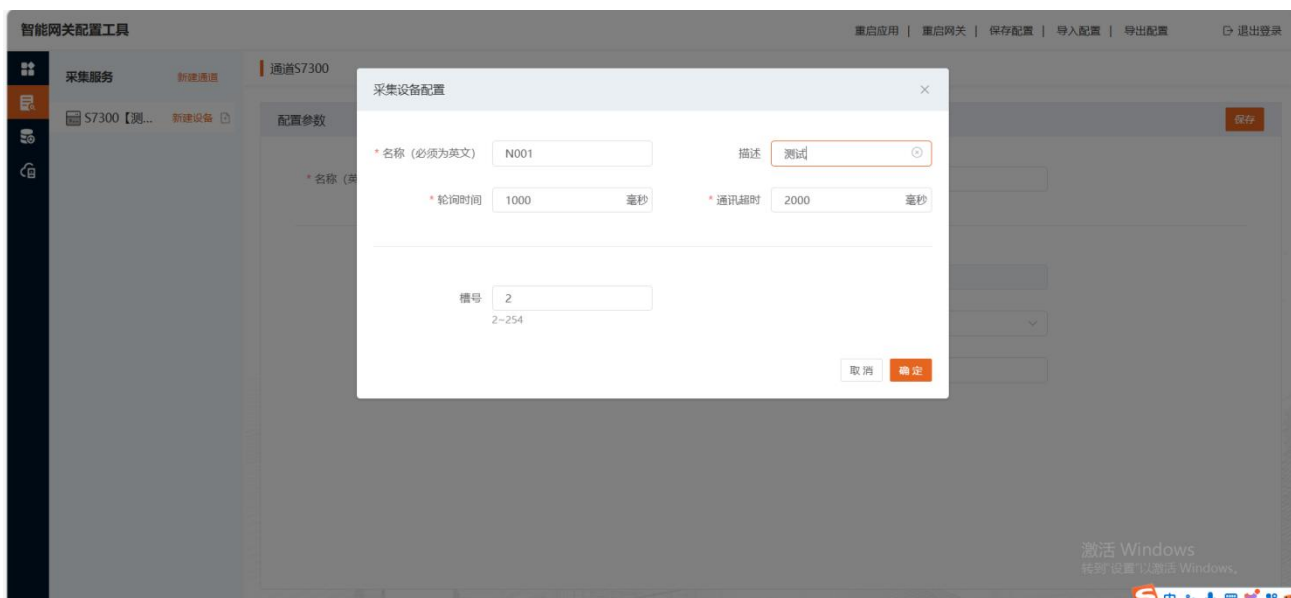 智能网关配置工具
重启应用 | 重启网关 | 保存配置 | 导入配置 | 导出配置
退出登录
采集服务
新建通道
S7300【测...
新建设备
通道S7300
配置参数
保存
* 名称（英
采集设备配置
* 名称（必须为英文） N001
描述 测试
* 轮询时间 1000 毫秒
* 通讯超时 2000 毫秒
槽号 2
2~254
取消
确定
激活 Windows
转到“设置”以激活 Windows。